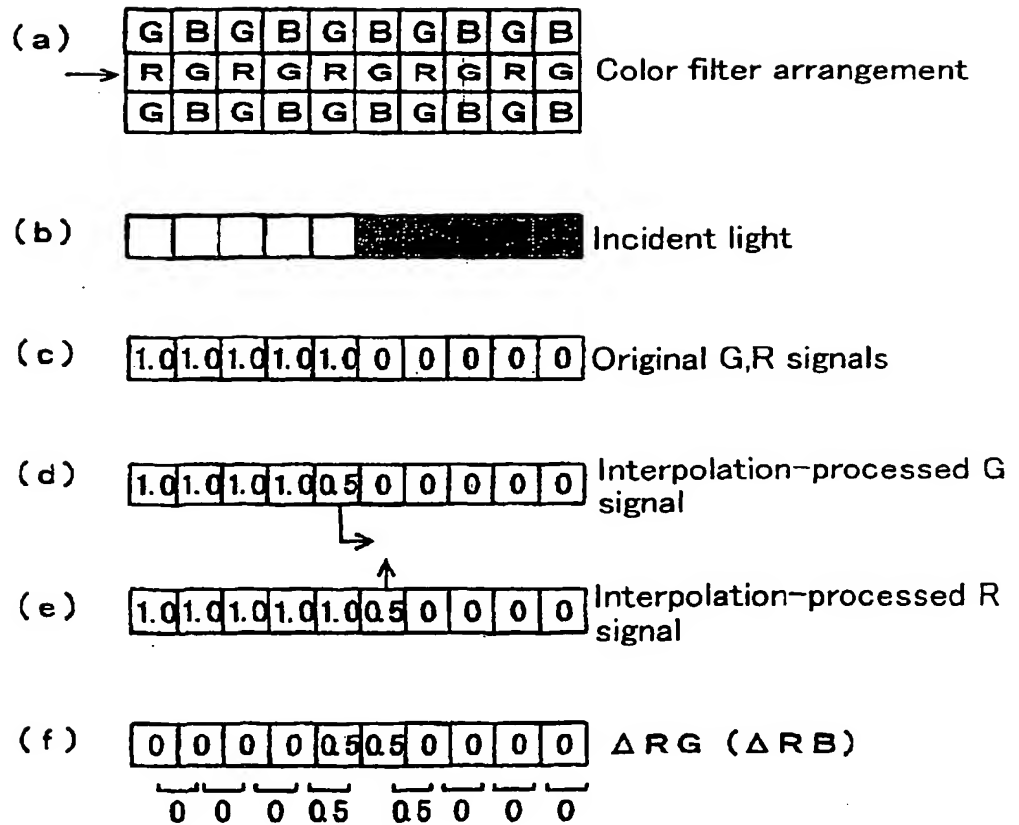 (a)
G B G B G B G B G B
R G R G R G R G R G
G B G B G B G B G B
Color filter arrangement
(b)
Incident light
(c)
1.0 1.0 1.0 1.0 1.0 0 0 0 0 0
Original G,R signals
(d)
1.0 1.0 1.0 1.0 0.5 0 0 0 0 0
Interpolation-processed G
signal
(e)
1.0 1.0 1.0 1.0 1.0 0.5 0 0 0 0
Interpolation-processed R
signal
(f)
0 0 0 0 0.5 0.5 0 0 0 0
ΔRG (ΔRB)
0 0 0 0.5 0.5 0 0 0